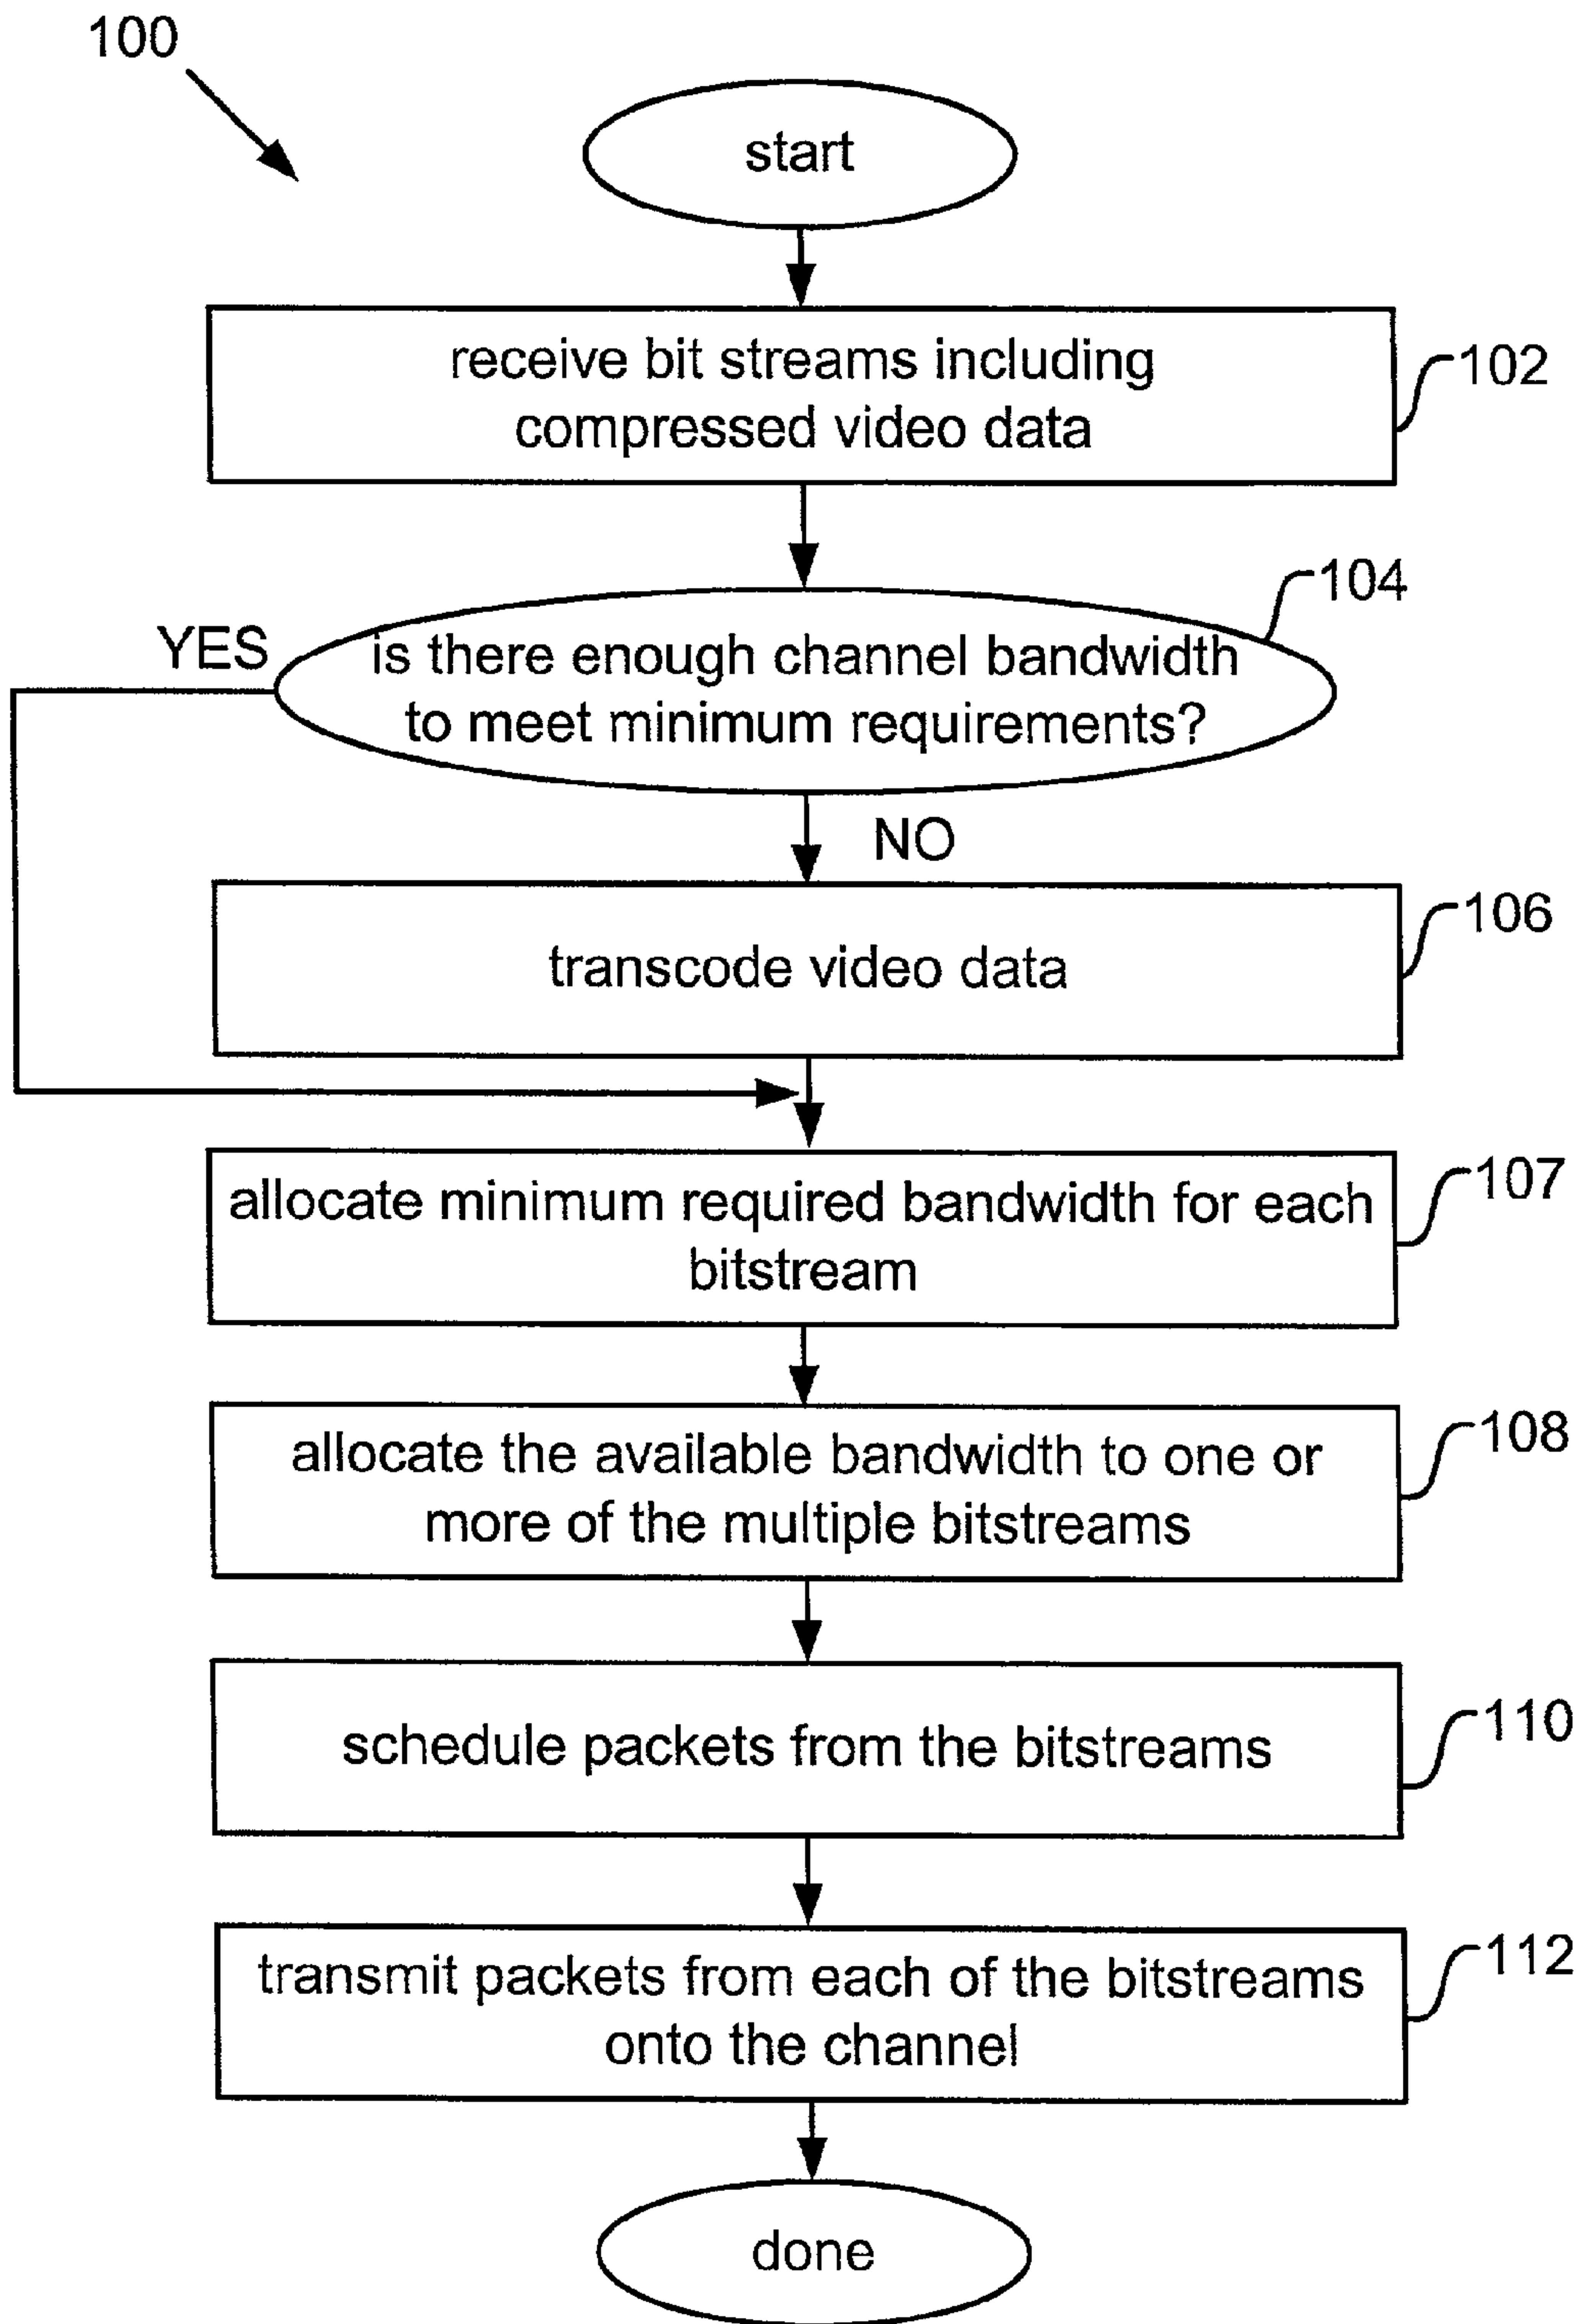 100
start
receive bit streams including
compressed video data
102
104
YES
is there enough channel bandwidth
to meet minimum requirements?
NO
106
transcode video data
107
allocate minimum required bandwidth for each
bitstream
108
allocate the available bandwidth to one or
more of the multiple bitstreams
110
schedule packets from the bitstreams
112
transmit packets from each of the bitstreams
onto the channel
done